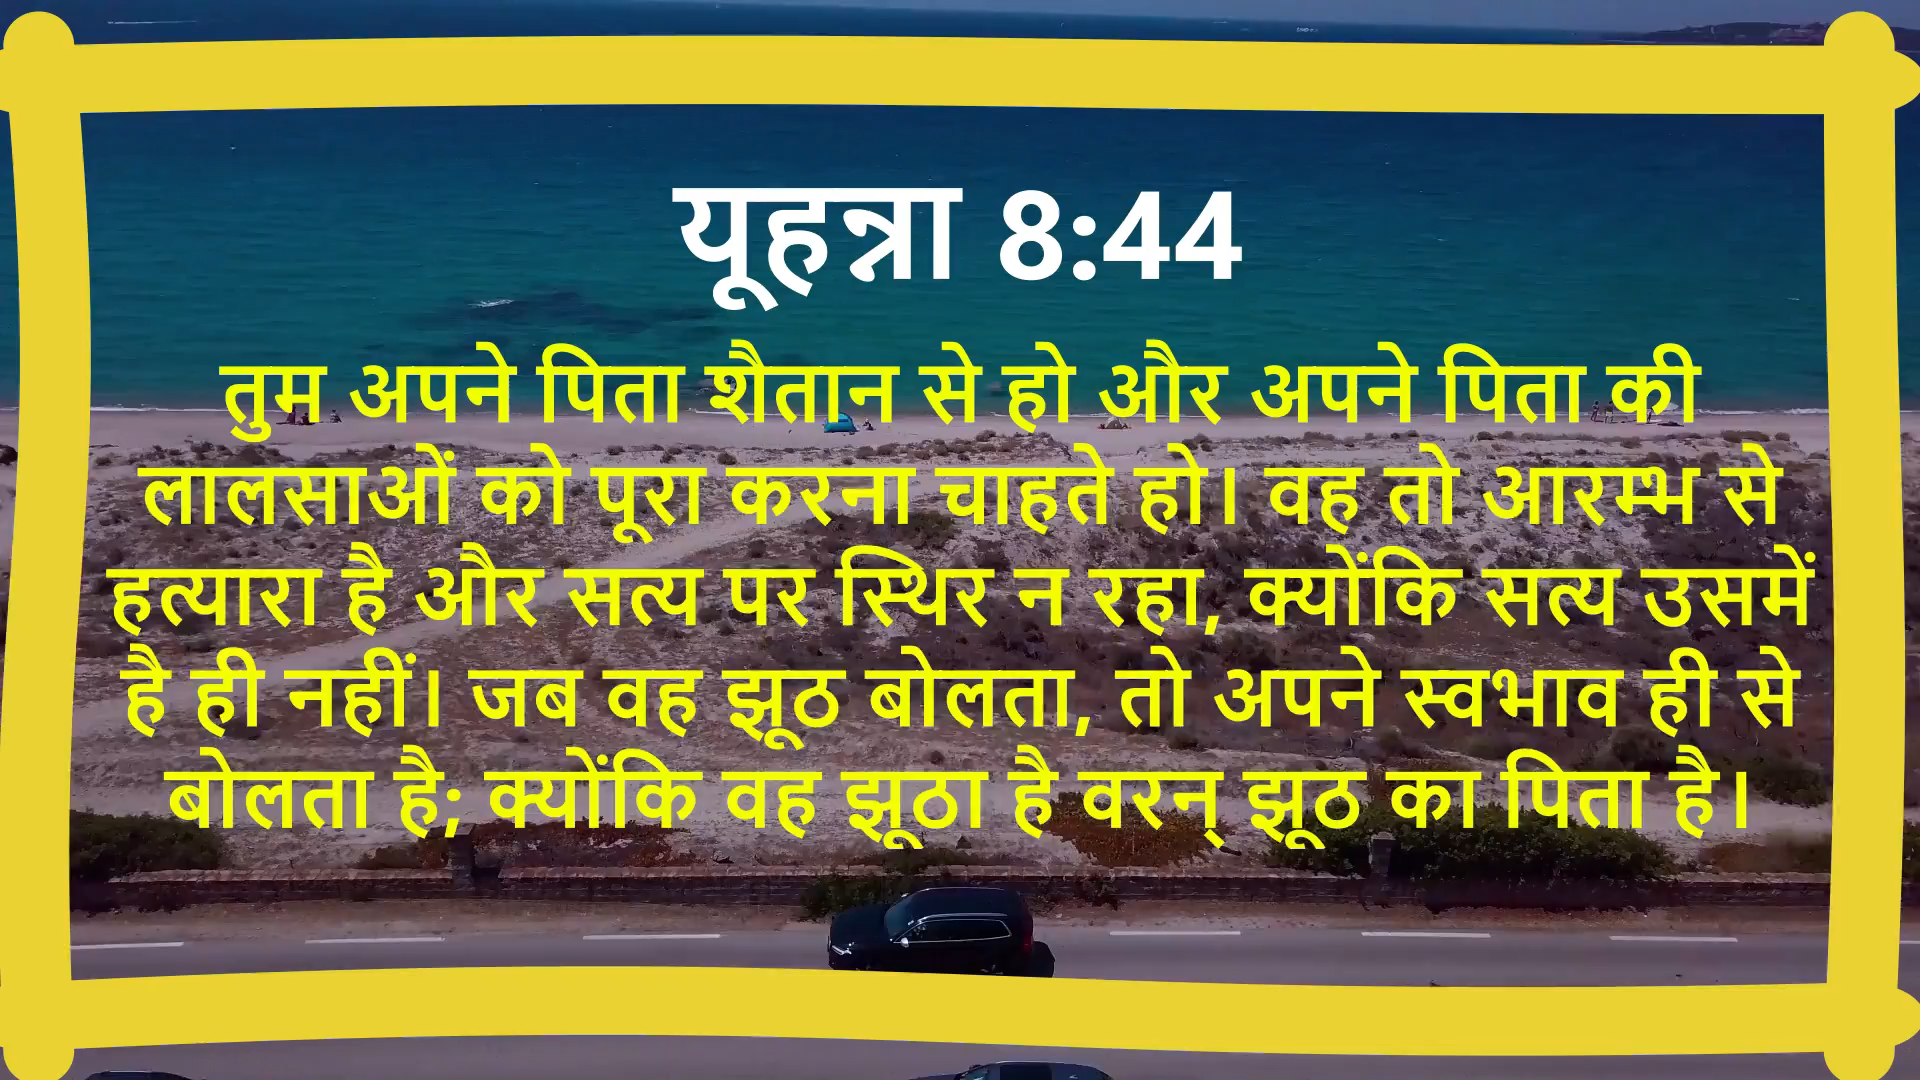 यूहन्ना 8:44
तुम अपने पिता शैतान से हो और अपने पिता की
लालसाओं को पूरा करना चाहते हो। वह तो आरम्भ से
हत्यारा है और सत्य पर स्थिर न रहा, क्योंकि सत्य उसमें
है ही नहीं। जब वह झूठ बोलता, तो अपने स्वभाव ही से
बोलता है; क्योंकि वह झूठा है वरन् झूठ का पिता है।